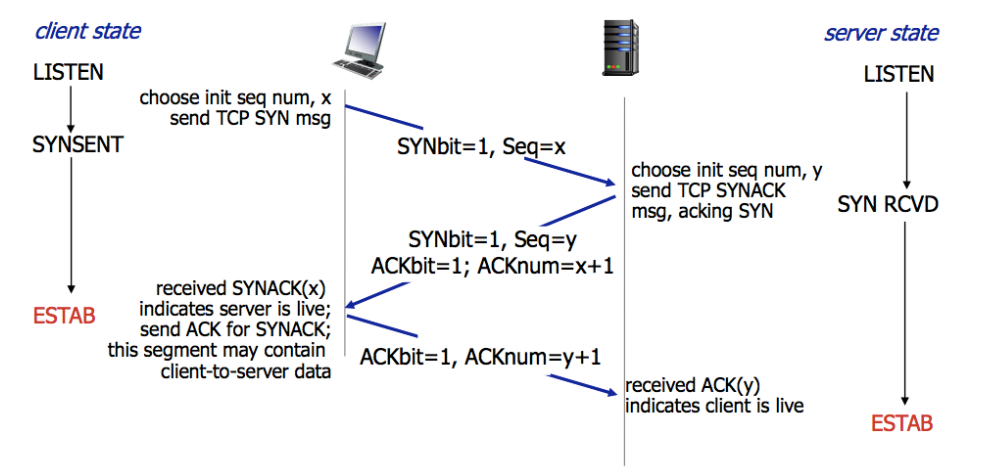 client state
server state
LISTEN
LISTEN
choose init seq num, x
send TCP SYN msg
SYNSENT
SYNbit=1, Seq=x
choose init seq num, y
send TCP SYNACK
msg, acking SYN
SYN RCVD
SYNbit=1, Seq=y
ACKbit=1; ACKnum=x+1
received SYNACK(x)
indicates server is live;
send ACK for SYNACK;
this segment may contain
client-to-server data
ESTAB
ACKbit=1, ACKnum=y+1
received ACK(y)
indicates client is live
ESTAB